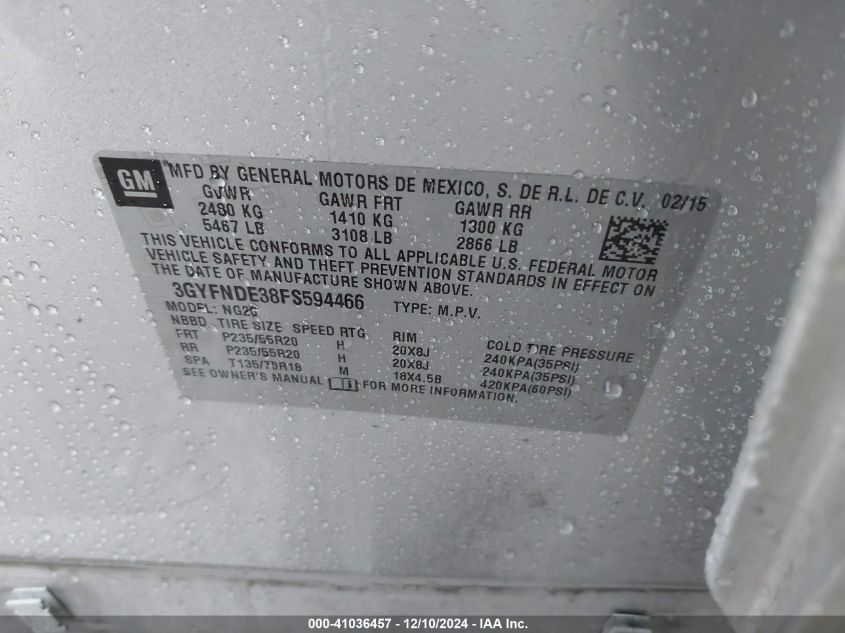 GM
MFD BY GENERAL MOTORS DE MEXICO, S. DE R.L. DE C.V. 02/15
GVWR GAWR FRT GAWR RR
2480 KG 1410 KG 1300 KG
5467 LB 3108 LB 2866 LB
THIS VEHICLE CONFORMS TO ALL APPLICABLE U.S. FEDERAL MOTOR
VEHICLE SAFETY, AND THEFT PREVENTION STANDARDS IN EFFECT ON
THE DATE OF MANUFACTURE SHOWN ABOVE.
3GYFNDE38FS594466 TYPE: M.P.V.
MODEL: NG26
NBBD TIRE SIZE SPEED RTG RIM COLD TIRE PRESSURE
FRT P235/55R20 H 20X8J 240KPA(35PSI)
RR P235/55R20 H 20X8J 240KPA(35PSI)
SPA T135/70R18 M 18X4.5B 420KPA(60PSI)
SEE OWNER'S MANUAL FOR MORE INFORMATION.
000-41036457 - 12/10/2024 - IAA Inc.